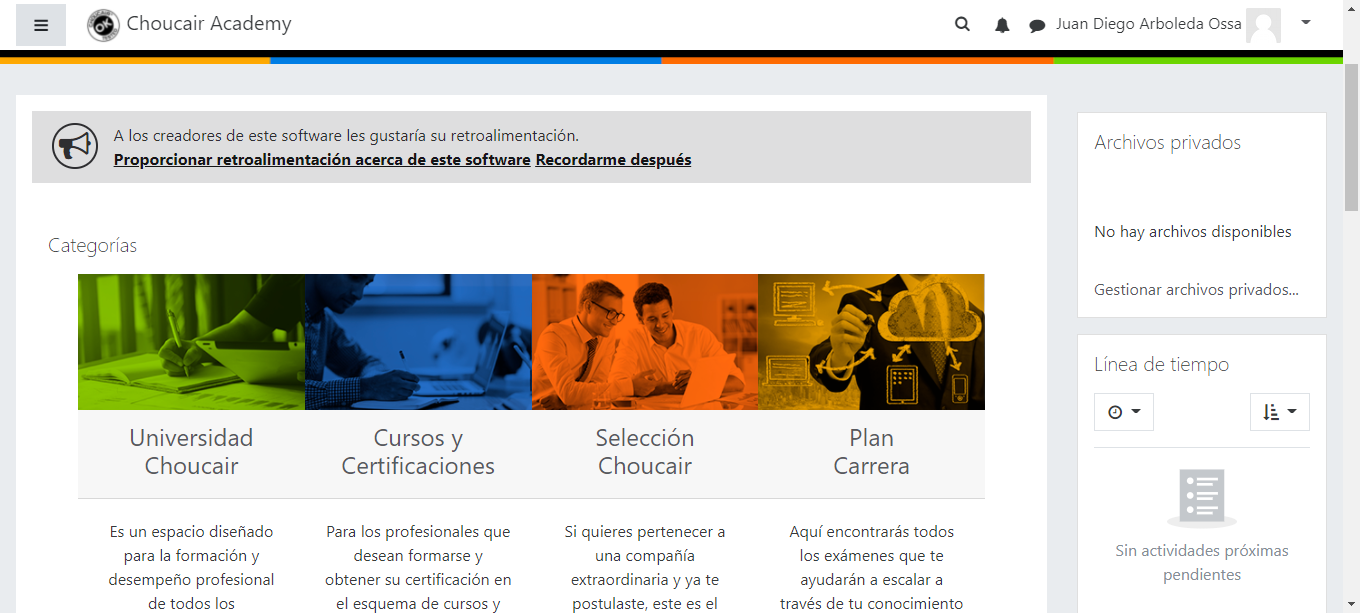 Choucair Academy
Juan Diego Arboleda Ossa
A los creadores de este software les gustaría su retroalimentación.
Proporcionar retroalimentación acerca de este software Recordarme después
Categorías
Universidad
Choucair
Es un espacio diseñado
para la formación y
desempeño profesional
de todos los
Cursos y
Certificaciones
Para los profesionales que
desean formarse y
obtener su certificación en
el esquema de cursos y
Selección
Choucair
Si quieres pertenecer a
una compañía
extraordinaria y ya te
postulaste, este es el
Plan
Carrera
Aquí encontrarás todos
los exámenes que te
ayudarán a escalar a
través de tu conocimiento
Archivos privados
No hay archivos disponibles
Gestionar archivos privados...
Línea de tiempo
Sin actividades próximas
pendientes